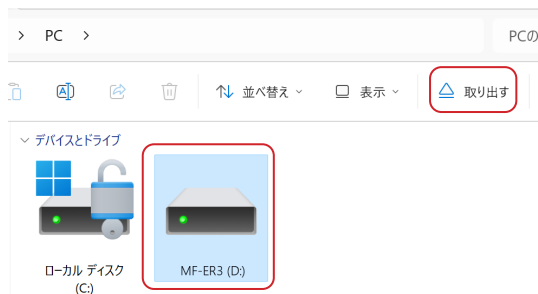 PC
PCの
並べ替え
表示
取り出す
デバイスとドライブ
ローカル ディスク
(C:)
MF-ER3 (D:)